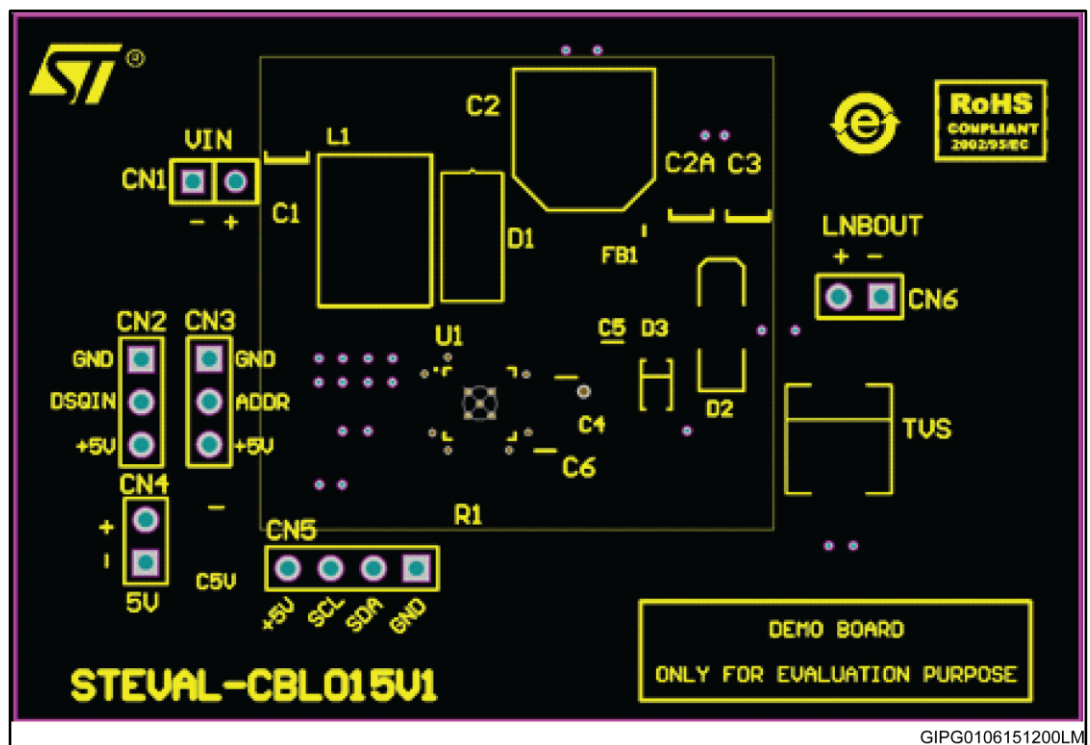 ST ®
C2
RoHS
COMPLIANT
2002/95/EC
VIN
L1
CN1
- +
C1
C2A C3
D1
FB1
LNBOUT
+ -
CN6
CN2 CN3
GND
DSQIN
+5V
GND
ADDR
+5V
U1
C5 D3
C4
D2
C6
TVS
CN4
+
-
5V
-
C5V
R1
CN5
+5V SCL SDA GND
DEMO BOARD
ONLY FOR EVALUATION PURPOSE
STEVAL-CBL015V1
GIPG0106151200LM